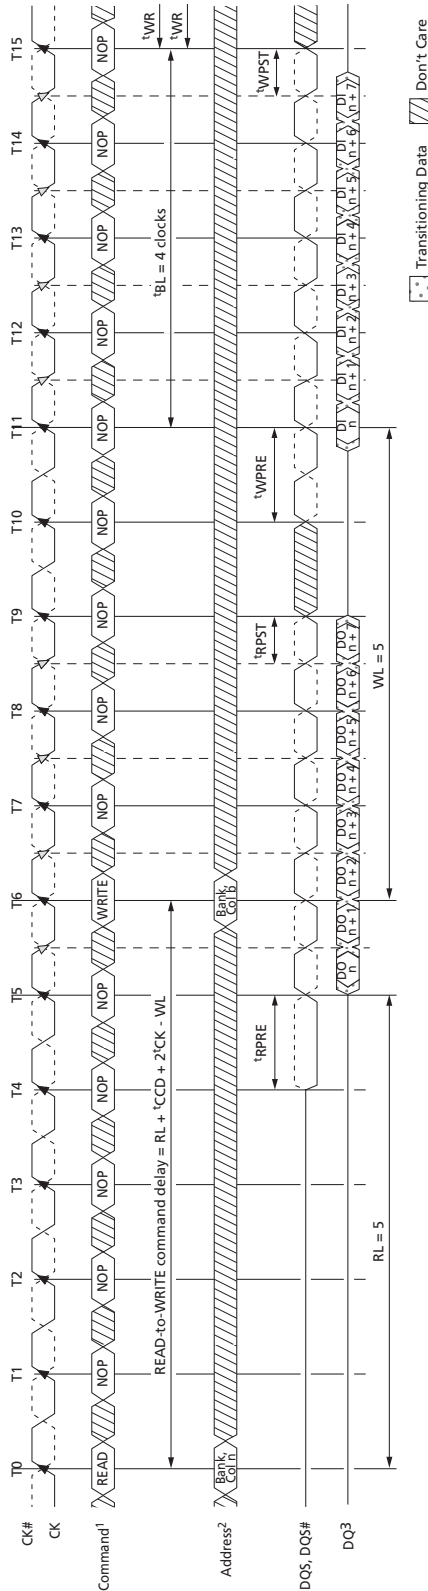 T0 T1 T2 T3 T4 T5 T6 T7 T8 T9 T10 T11 T12 T13 T14 T15
CK#
CK
Command1 READ NOP NOP NOP NOP NOP WRITE NOP NOP NOP NOP NOP NOP NOP NOP NOP
tWR
tWR
READ-to-WRITE command delay = RL + tCCD + 2tCK - WL
tBL = 4 clocks
Address2
Bank, Col n
Bank, Col b
tRPRE
tRPST
tWPRE
tWPST
DQS, DQS#
DQ3
DO n
DO n + 1
DO n + 2
DO n + 3
DO n + 4
DO n + 5
DO n + 6
DO n + 7
DI n
DI n + 1
DI n + 2
DI n + 3
DI n + 4
DI n + 5
DI n + 6
DI n + 7
RL = 5
WL = 5
Transitioning Data
Don't Care